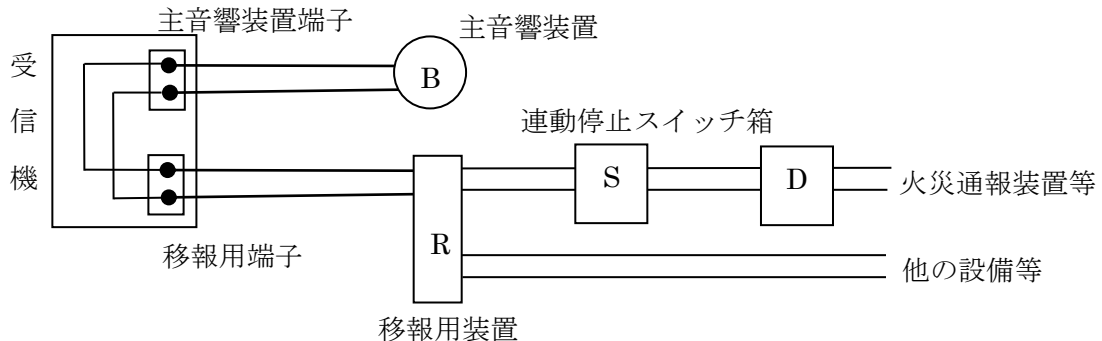 主音響装置端子
主音響装置
受信機
B
連動停止スイッチ箱
S
D
火災通報装置等
移報用端子
R
他の設備等
移報用装置